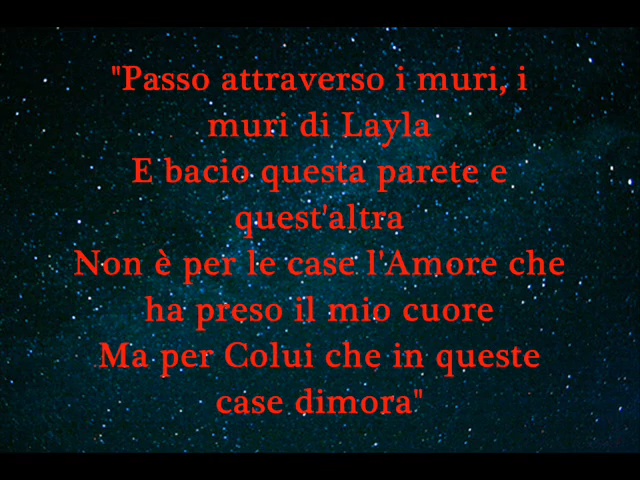 "Passo attraverso i muri, i
muri di Layla
E bacio questa parete e
quest'altra
Non è per le case l'Amore che
ha preso il mio cuore
Ma per Colui che in queste
case dimora"